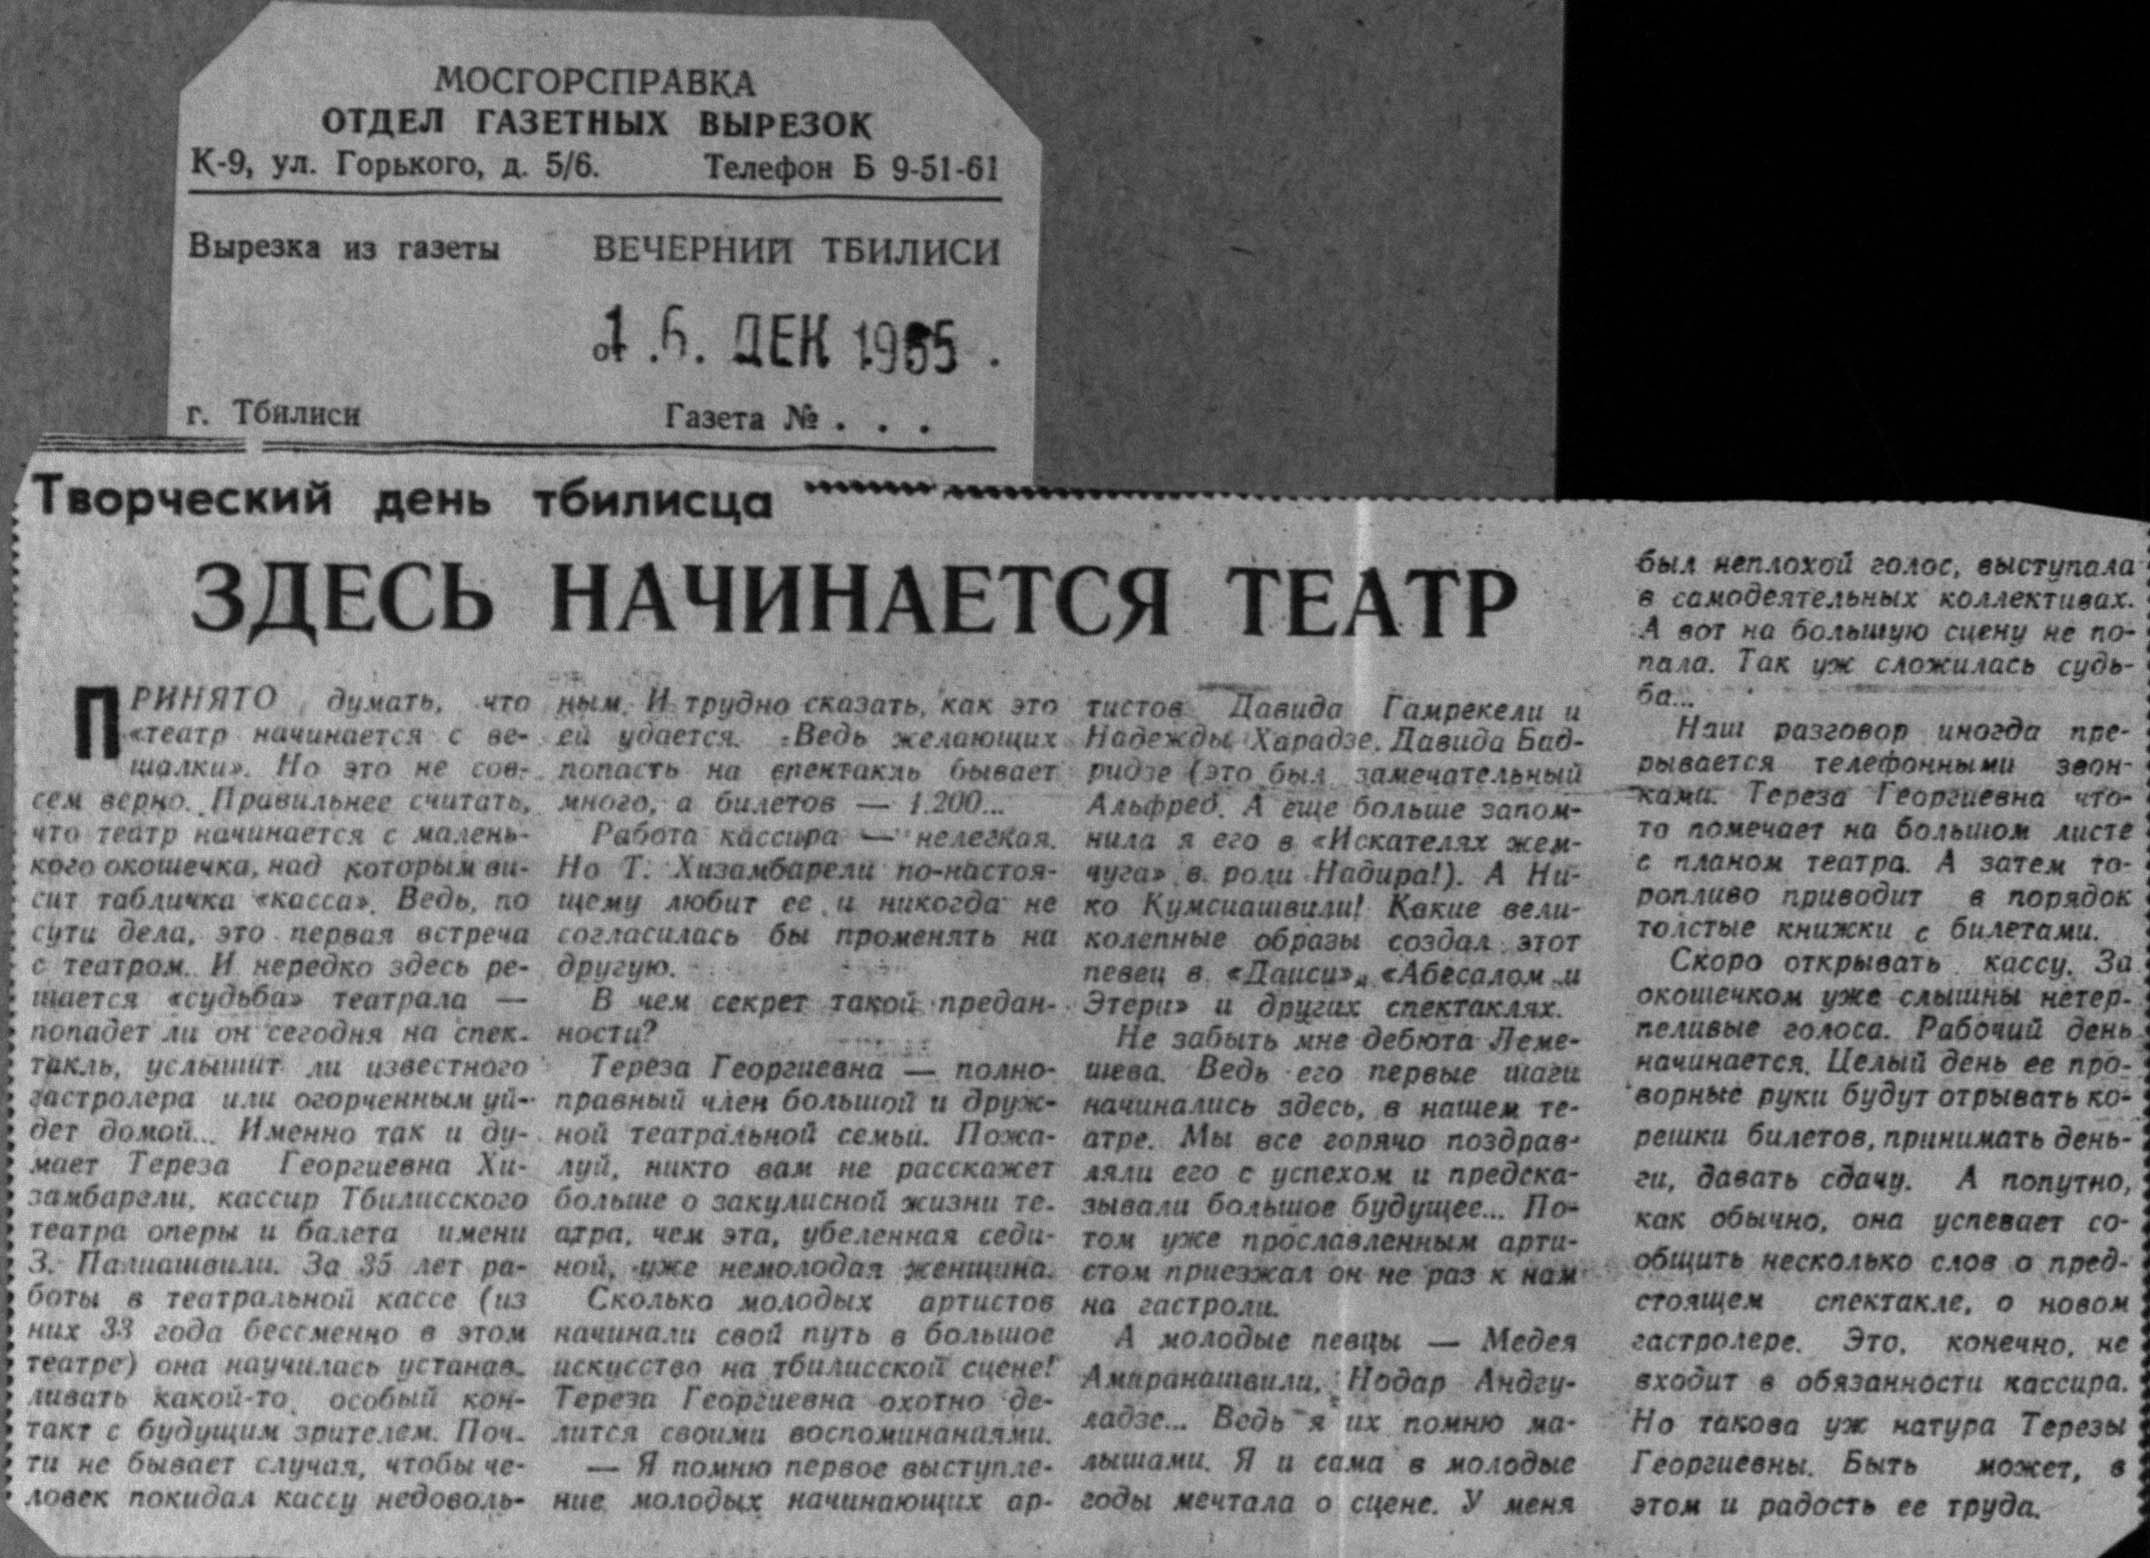 МОСГОРСПРАВКА
ОТДЕЛ ГАЗЕТНЫХ ВЫРЕЗОК
К-9, ул. Горького, д. 5/6. Телефон Б 9-51-61
Вырезка из газеты ВЕЧЕРНИЙ ТБИЛИСИ
от 16. ДЕК 1965 .
г. Тбилиси Газета № . . .
Творческий день тбилисца
ЗДЕСЬ НАЧИНАЕТСЯ ТЕАТР
ПРИНЯТО думать, что
«театр начинается с ве-
шалки». Но это не сов-
сем верно. Правильнее считать,
что театр начинается с малень-
кого окошечка, над которым ви-
сит табличка «касса». Ведь, по
сути дела, это первая встреча
с театром. И нередко здесь ре-
шается «судьба» театрала —
попадет ли он сегодня на спек-
такль, услышит ли известного
гастролера или огорченным уй-
дет домой... Именно так и ду-
мает Тереза Георгиевна Хи-
замбарели, кассир Тбилисского
театра оперы и балета имени
З. Палиашвили. За 35 лет ра-
боты в театральной кассе (из
них 33 года бессменно в этом
театре) она научилась устанав-
ливать какой-то особый кон-
такт с будущим зрителем. Поч-
ти не бывает случая, чтобы че-
ловек покидал кассу недоволь-
ным. И трудно сказать, как это
ей удается. Ведь желающих
попасть на спектакль бывает
много, а билетов — 1.200...
Работа кассира — нелегкая.
Но Т. Хизамбарели по-настоя-
щему любит ее и никогда не
согласилась бы променять на
другую.
В чем секрет такой предан-
ности?
Тереза Георгиевна — полно-
правный член большой и друж-
ной театральной семьи. Пожа-
луй, никто вам не расскажет
больше о закулисной жизни те-
атра, чем эта, убеленная седи-
ной, уже немолодая женщина.
Сколько молодых артистов
начинали свой путь в большое
искусство на тбилисской сцене!
Тереза Георгиевна охотно де-
лится своими воспоминаниями.
— Я помню первое выступле-
ние молодых начинающих ар-
тистов Давида Гамрекели и
Надежды Харадзе, Давида Бад-
ридзе (это был замечательный
Альфред. А еще больше запом-
нила я его в «Искателях жем-
чуга» в роли Надира!). А Ни-
ко Кумсиашвили! Какие вели-
колепные образы создал этот
певец в «Даиси», «Абесалом и
Этери» и других спектаклях.
Не забыть мне дебюта Леме-
шева. Ведь его первые шаги
начинались здесь, в нашем те-
атре. Мы все горячо поздрав-
ляли его с успехом и предска-
зывали большое будущее... По-
том уже прославленным арти-
стом приезжал он не раз к нам
на гастроли.
А молодые певцы — Медея
Амиранашвили, Нодар Андгу-
ладзе... Ведь я их помню ма-
лышами. Я и сама в молодые
годы мечтала о сцене. У меня
был неплохой голос, выступала
в самодеятельных коллективах.
А вот на большую сцену не по-
пала. Так уж сложилась судь-
ба...
Наш разговор иногда пре-
рывается телефонными звон-
ками. Тереза Георгиевна что-
то помечает на большом листе
с планом театра. А затем то-
ропливо приводит в порядок
толстые книжки с билетами.
Скоро открывать кассу. За
окошечком уже слышны нетер-
пеливые голоса. Рабочий день
начинается. Целый день ее про-
ворные руки будут отрывать ко-
решки билетов, принимать день-
ги, давать сдачу. А попутно,
как обычно, она успевает со-
общить несколько слов о пред-
стоящем спектакле, о новом
гастролере. Это, конечно, не
входит в обязанности кассира.
Но такова уж натура Терезы
Георгиевны. Быть может, в
этом и радость ее труда.